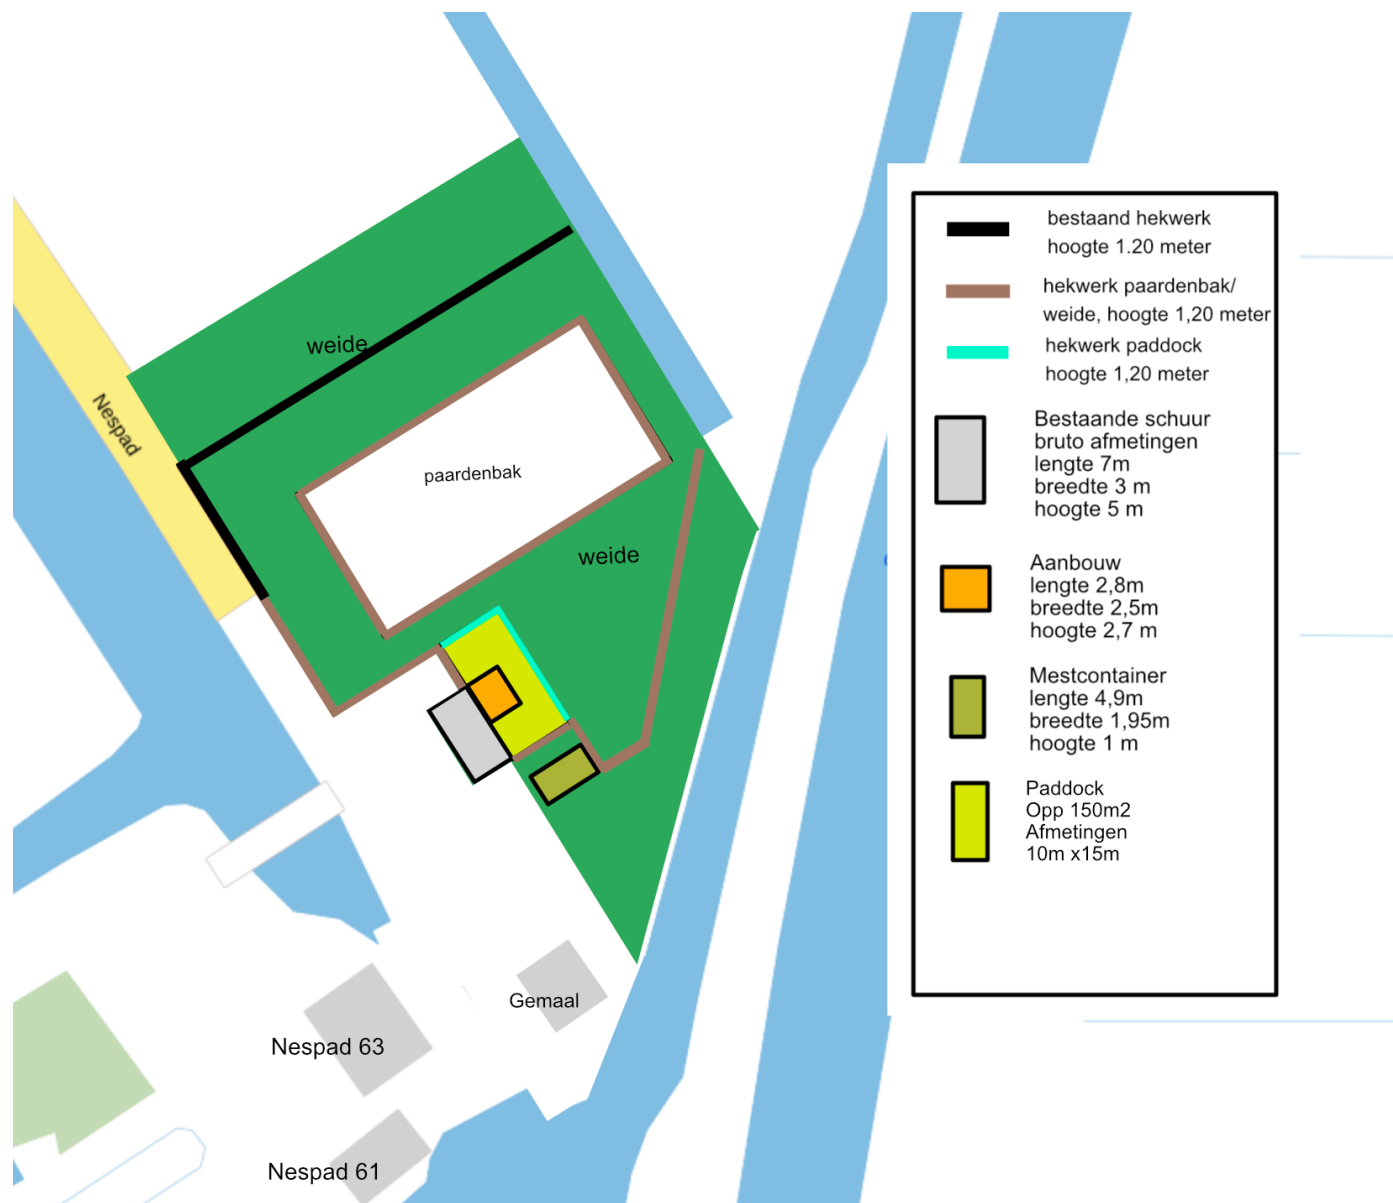 weide
Nespad
paardenbak
weide
Gemaal
Nespad 63
Nespad 61
bestaand hekwerk
hoogte 1.20 meter
hekwerk paardenbak/
weide, hoogte 1,20 meter
hekwerk paddock
hoogte 1,20 meter
Bestaande schuur
bruto afmetingen
lengte 7m
breedte 3 m
hoogte 5 m
Aanbouw
lengte 2,8m
breedte 2,5m
hoogte 2,7 m
Mestcontainer
lengte 4,9m
breedte 1,95m
hoogte 1 m
Paddock
Opp 150m2
Afmetingen
10m x15m